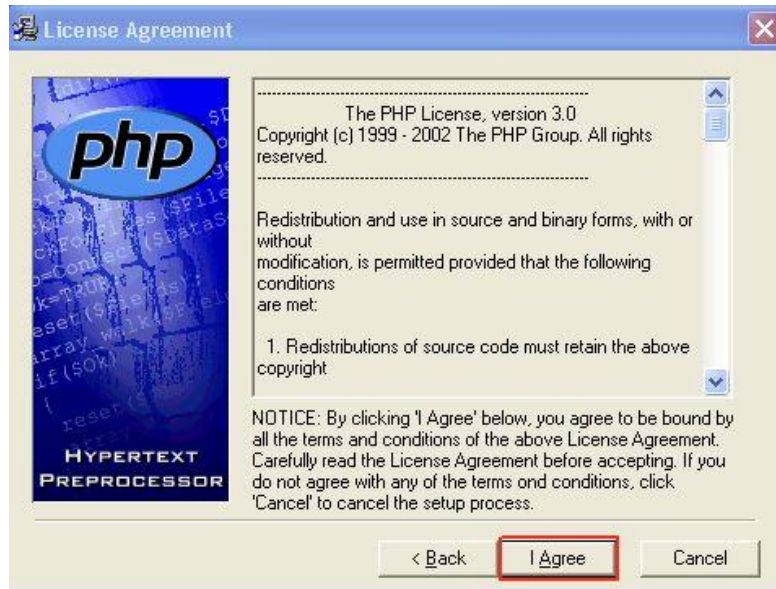 License Agreement
php
HYPERTEXT
PREPROCESSOR
---------------------------------------------------------------------
The PHP License, version 3.0
Copyright (c) 1999 - 2002 The PHP Group. All rights
reserved.
---------------------------------------------------------------------
Redistribution and use in source and binary forms, with or
without
modification, is permitted provided that the following
conditions
are met:
1. Redistributions of source code must retain the above
copyright
NOTICE: By clicking 'I Agree' below, you agree to be bound by
all the terms and conditions of the above License Agreement.
Carefully read the License Agreement before accepting. If you
do not agree with any of the terms ond conditions, click
'Cancel' to cancel the setup process.
< Back
I Agree
Cancel